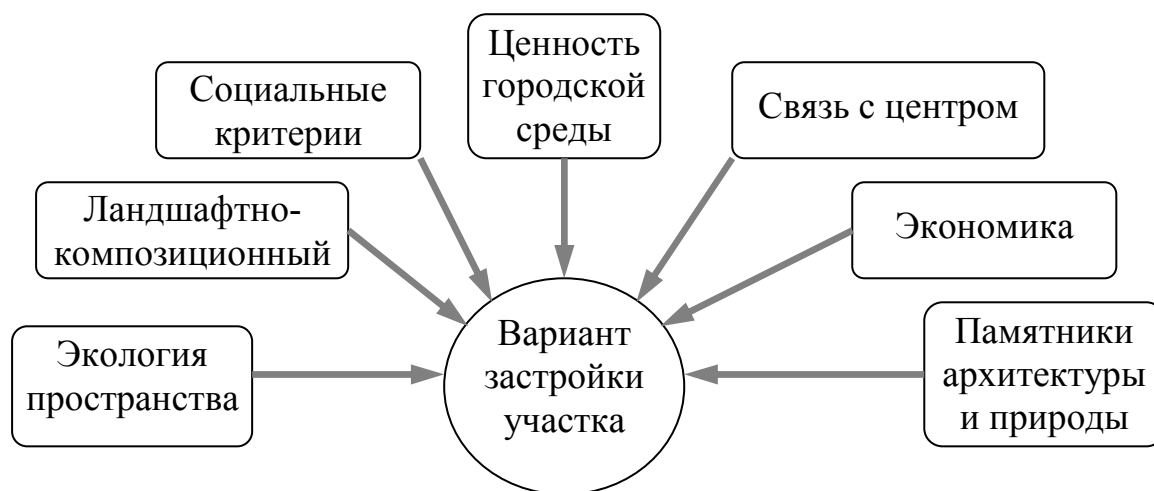 Ценность
городской
среды
Социальные
критерии
Связь с центром
Ландшафтно-
композиционный
Экономика
Экология
пространства
Вариант
застройки
участка
Памятники
архитектуры
и природы